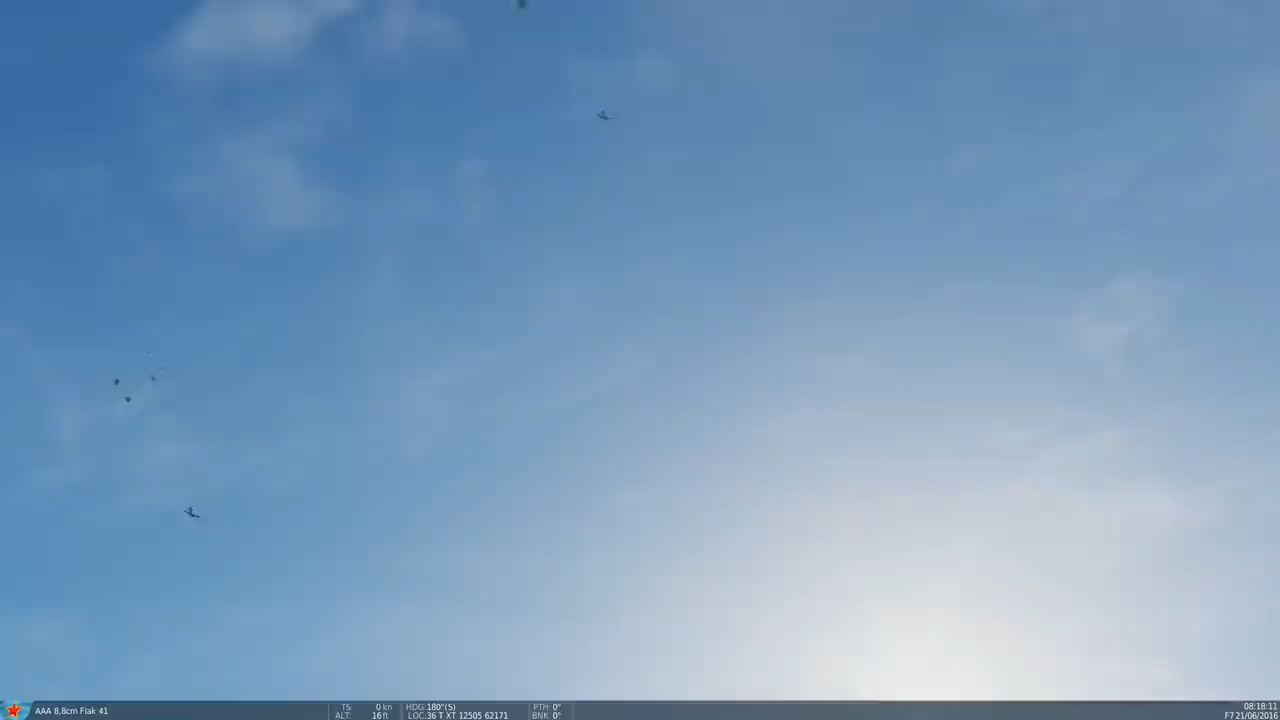 AAA 8,8cm Flak 41
TS 0 kn
ALT: 16 ft
HDG:180°(S)
LOC:36 T XT 12505 62171
PTH: 0°
BNK 0°
08:18:11
F7 21/06/2016